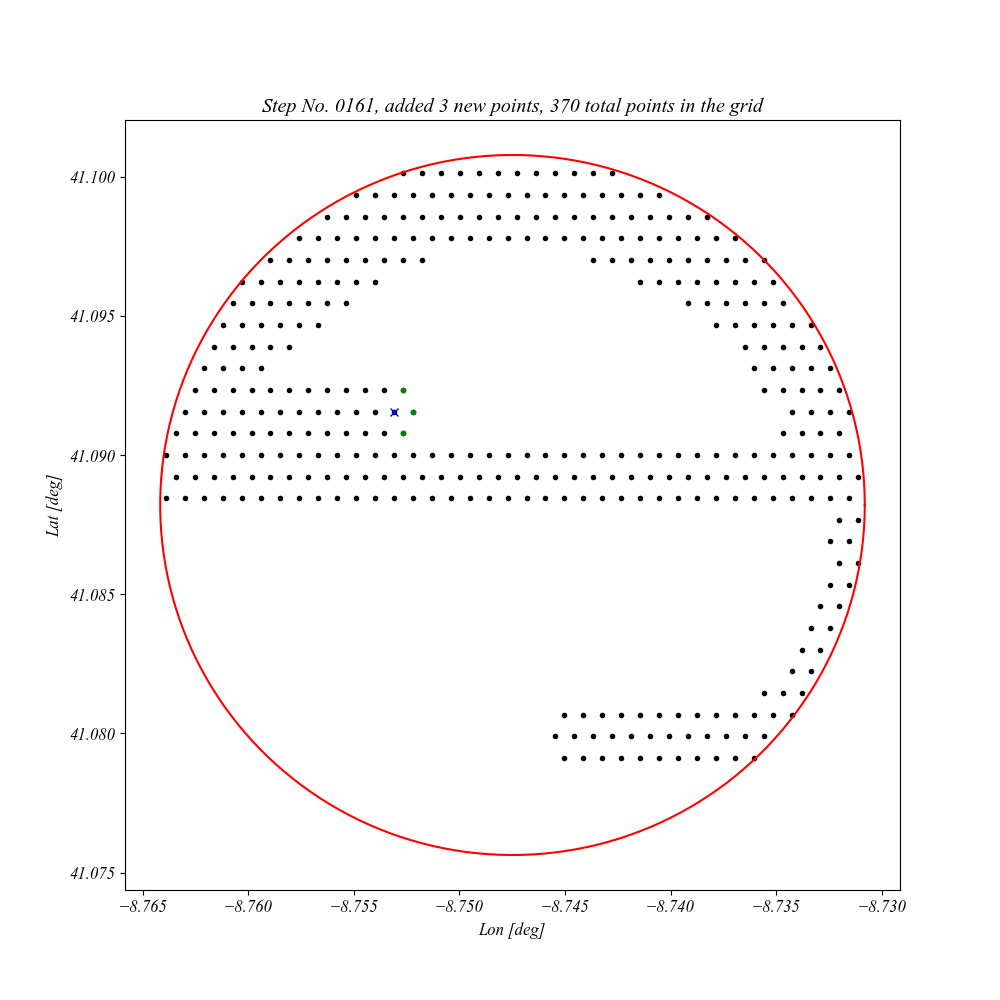 Step No. 0161, added 3 new points, 370 total points in the grid
41.100
41.095
41.090
41.085
41.080
41.075
Lat [deg]
−8.765 −8.760 −8.755 −8.750 −8.745 −8.740 −8.735 −8.730
Lon [deg]